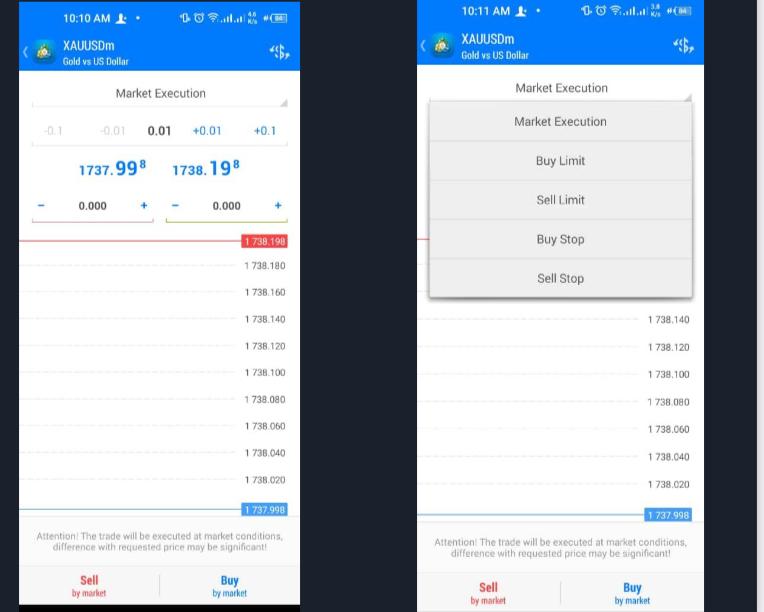 10:10 AM
4.6
K/s
84
XAUUSDm
Gold vs US Dollar
Market Execution
-0.1 -0.01 0.01 +0.01 +0.1
1737.998 1738.198
− 0.000 + − 0.000 +
1 738.198
1 738.180
1 738.160
1 738.140
1 738.120
1 738.100
1 738.080
1 738.060
1 738.040
1 738.020
1 737.998
Attention! The trade will be executed at market conditions,
difference with requested price may be significant!
Sell Buy
by market by market
10:11 AM
3.8
K/s
84
XAUUSDm
Gold vs US Dollar
Market Execution
Market Execution
Buy Limit
Sell Limit
Buy Stop
Sell Stop
1 738.140
1 738.120
1 738.100
1 738.080
1 738.060
1 738.040
1 738.020
1 737.998
Attention! The trade will be executed at market conditions,
difference with requested price may be significant!
Sell Buy
by market by market